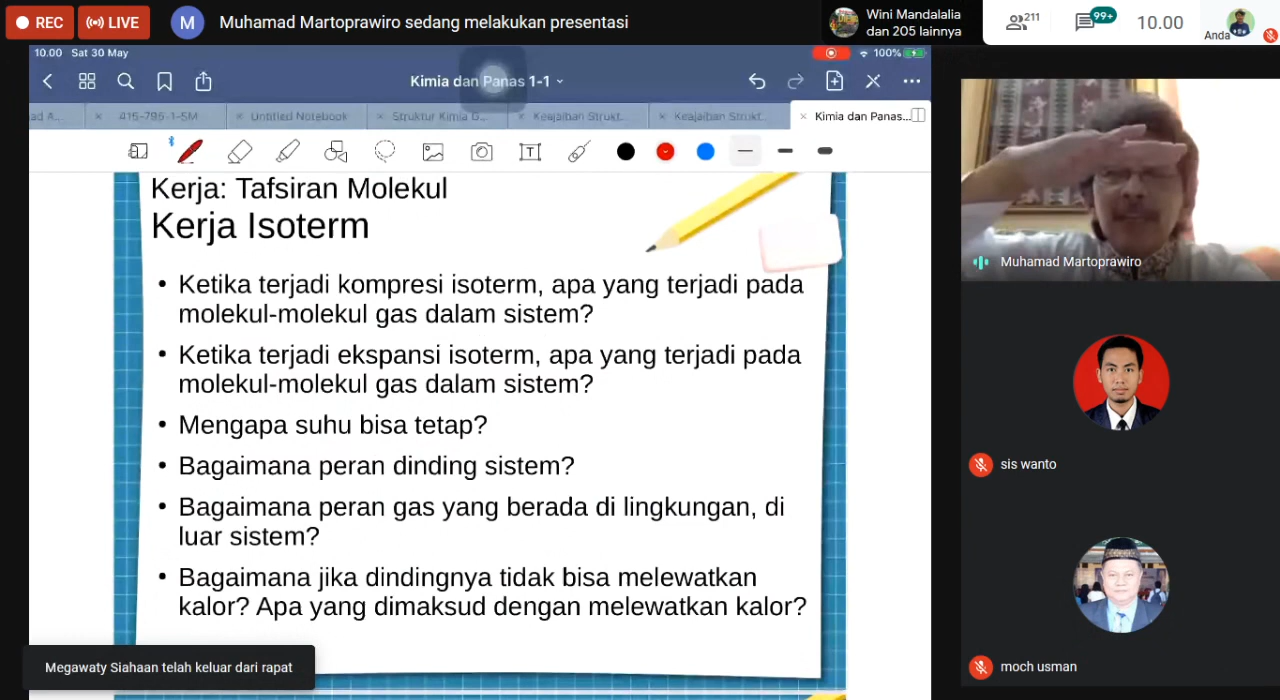 REC
LIVE
M
Muhamad Martoprawiro sedang melakukan presentasi
Wini Mandalalia
dan 205 lainnya
211
99+
10.00
Anda
10.00 Sat 30 May
100%
Kimia dan Panas 1-1
ad A...
415-795-1-5M
Untitled Notebook
Struktur Kimia G...
Keajaiban Strukt...
Keajaiban Strukt...
Kimia dan Panas...
T
Kerja: Tafsiran Molekul
Kerja Isoterm
• Ketika terjadi kompresi isoterm, apa yang terjadi pada
molekul-molekul gas dalam sistem?
• Ketika terjadi ekspansi isoterm, apa yang terjadi pada
molekul-molekul gas dalam sistem?
• Mengapa suhu bisa tetap?
• Bagaimana peran dinding sistem?
• Bagaimana peran gas yang berada di lingkungan, di
luar sistem?
• Bagaimana jika dindingnya tidak bisa melewatkan
kalor? Apa yang dimaksud dengan melewatkan kalor?
Megawaty Siahaan telah keluar dari rapat
Muhamad Martoprawiro
sis wanto
moch usman